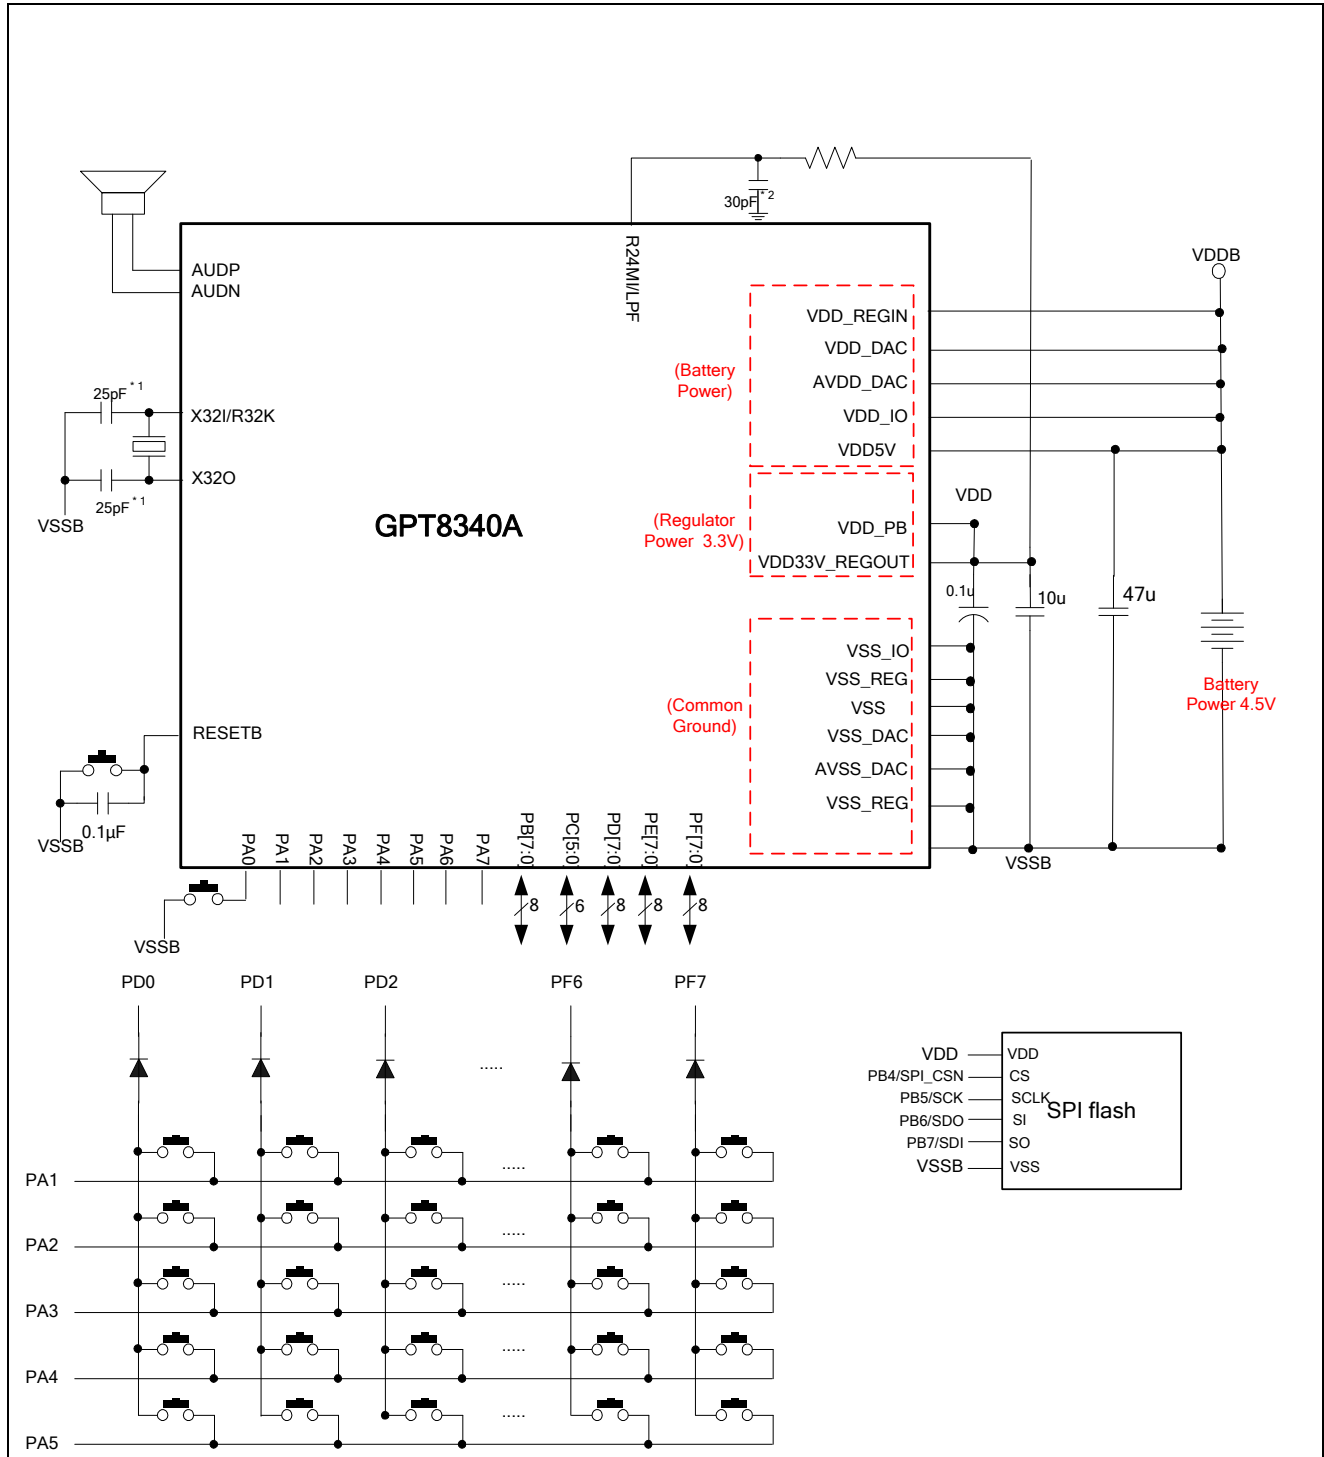 30pF*2
R24MI/LPF
AUDP
AUDN
VDDB
VDD_REGIN
VDD_DAC
(Battery
Power)
AVDD_DAC
VDD_IO
VDD5V
25pF*1
X32I/R32K
X32O
25pF*1
VSSB
GPT8340A
(Regulator
Power 3.3V)
VDD
VDD_PB
VDD33V_REGOUT
0.1u
10u
47u
Battery
Power 4.5V
(Common
Ground)
VSS_IO
VSS_REG
VSS
VSS_DAC
AVSS_DAC
VSS_REG
VSSB
RESETB
0.1µF
VSSB
PA0
PA1
PA2
PA3
PA4
PA5
PA6
PA7
PB[7:0]
PC[5:0]
PD[7:0]
PE[7:0]
PF[7:0]
8
6
8
8
8
VSSB
PD0
PD1
PD2
PF6
PF7
.....
.....
PA1
.....
PA2
.....
PA3
.....
PA4
.....
PA5
VDD
VDD
PB4/SPI_CSN
CS
PB5/SCK
SCLK
SPI flash
PB6/SDO
SI
PB7/SDI
SO
VSSB
VSS